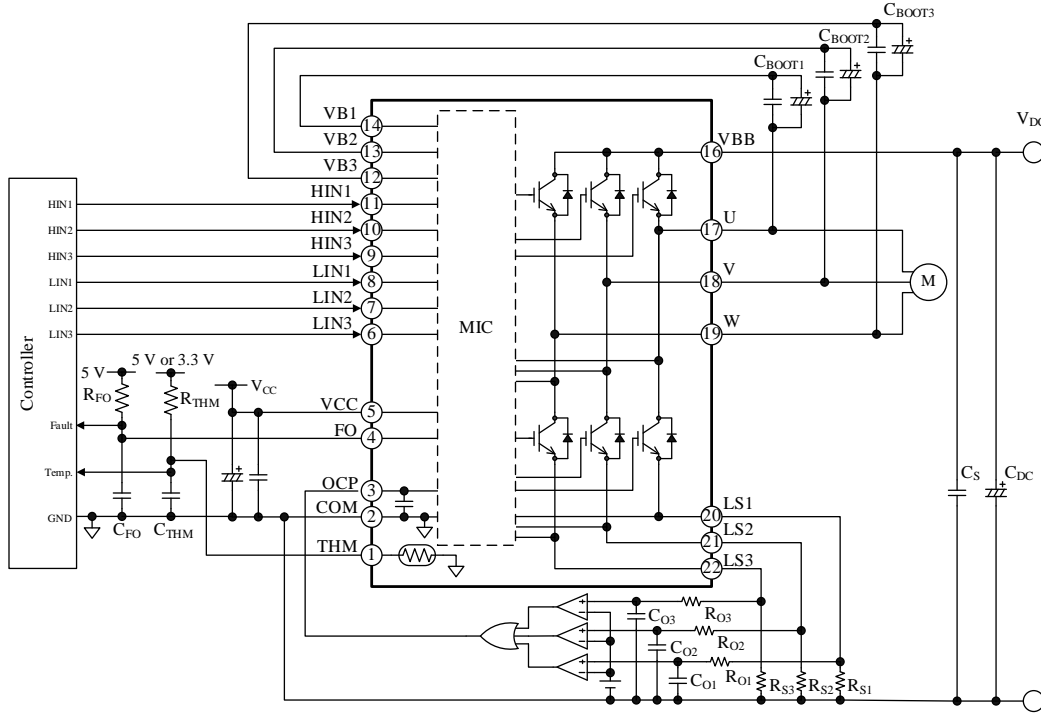 CBOOT3
CBOOT2
CBOOT1
VB1
14
VB2
13
VB3
12
HIN1
HIN1
11
HIN2
HIN2
10
HIN3
HIN3
9
LIN1
LIN1
8
LIN2
LIN2
7
LIN3
LIN3
6
MIC
VDC
VBB
16
U
17
V
18
M
W
19
Controller
5 V or 3.3 V
5 V
RFO
RTHM
VCC
VCC
5
Fault
FO
4
Temp.
OCP
3
GND
COM
2
CFO
CTHM
THM
1
LS1
20
LS2
21
LS3
22
CS
CDC
CO3
RO3
CO2
RO2
CO1
RO1
RS3
RS2
RS1